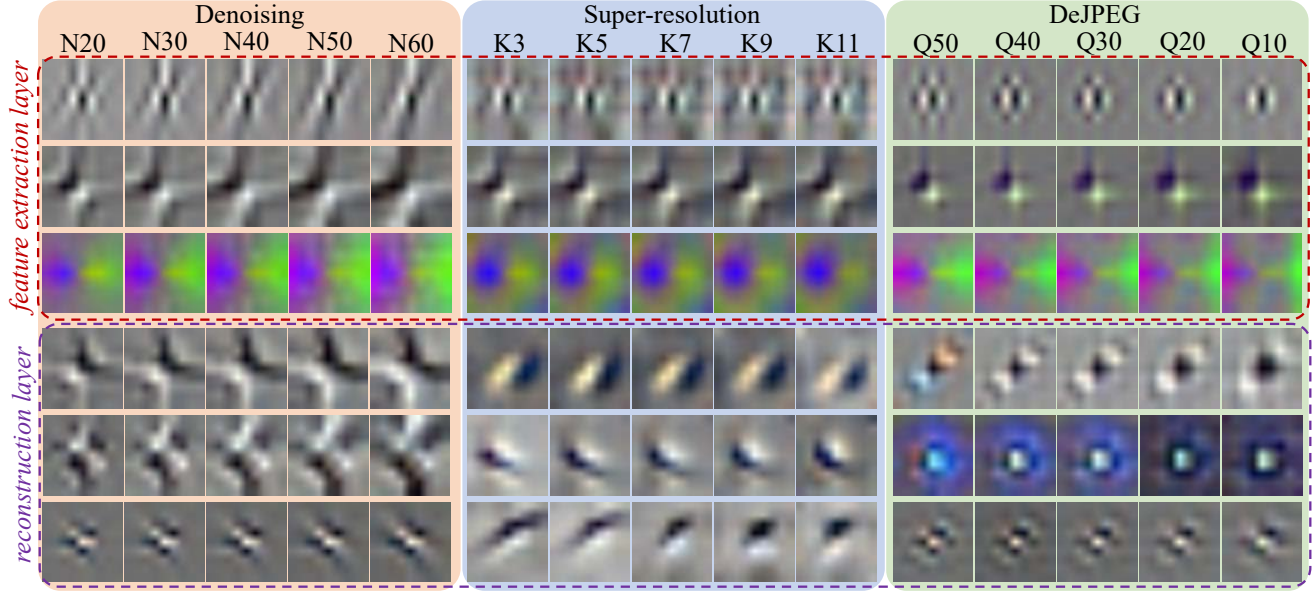 Denoising Super-resolution DeJPEG
N20 N30 N40 N50 N60 K3 K5 K7 K9 K11 Q50 Q40 Q30 Q20 Q10
feature extraction layer
reconstruction layer